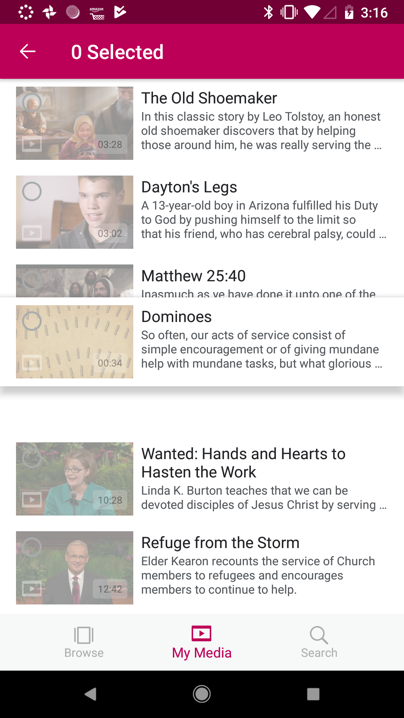 3:16
0 Selected
The Old Shoemaker
In this classic story by Leo Tolstoy, an honest
old shoemaker discovers that by helping
those around him, he was really serving the ...
03:28
Dayton's Legs
A 13-year-old boy in Arizona fulfilled his Duty
to God by pushing himself to the limit so
that his friend, who has cerebral palsy, could ...
03:02
Matthew 25:40
Inasmuch as ye have done it unto one of the
Dominoes
So often, our acts of service consist of
simple encouragement or of giving mundane
help with mundane tasks, but what glorious ...
00:34
Wanted: Hands and Hearts to
Hasten the Work
Linda K. Burton teaches that we can be
devoted disciples of Jesus Christ by serving ...
10:28
Refuge from the Storm
Elder Kearon recounts the service of Church
members to refugees and encourages
members to continue to help.
12:42
Browse
My Media
Search